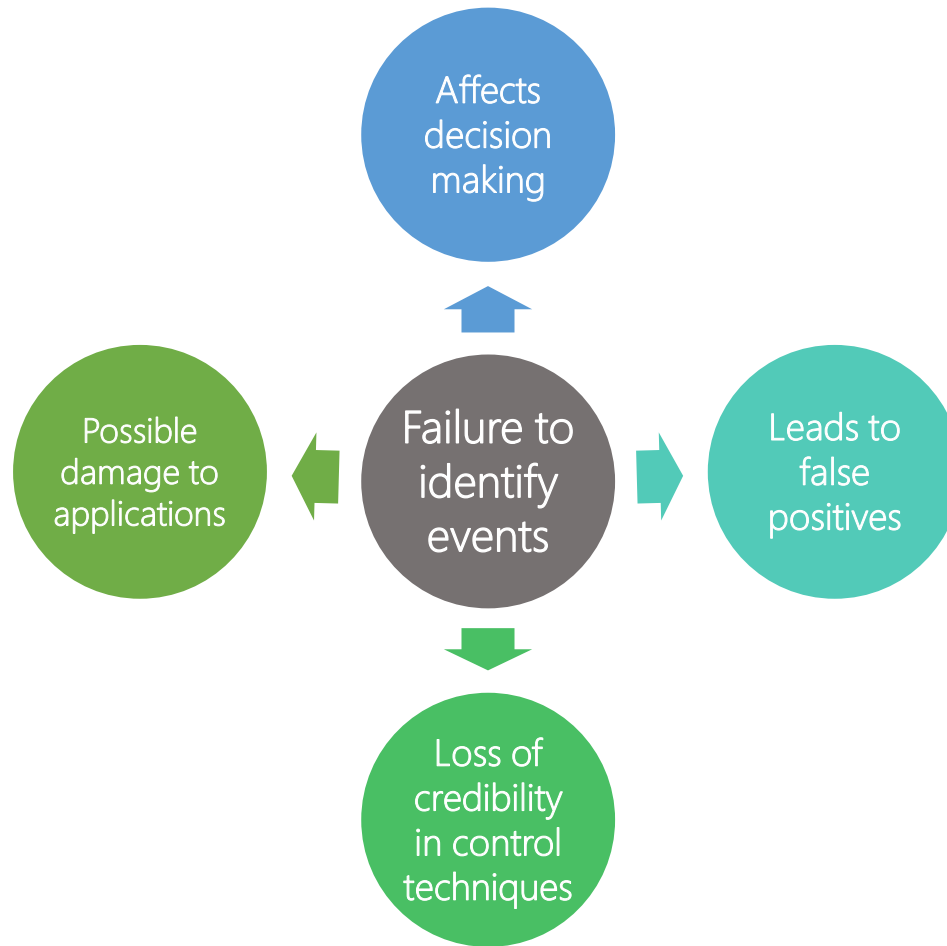 Affects
decision
making
Possible
damage to
applications
Failure to
identify
events
Leads to
false
positives
Loss of
credibility
in control
techniques